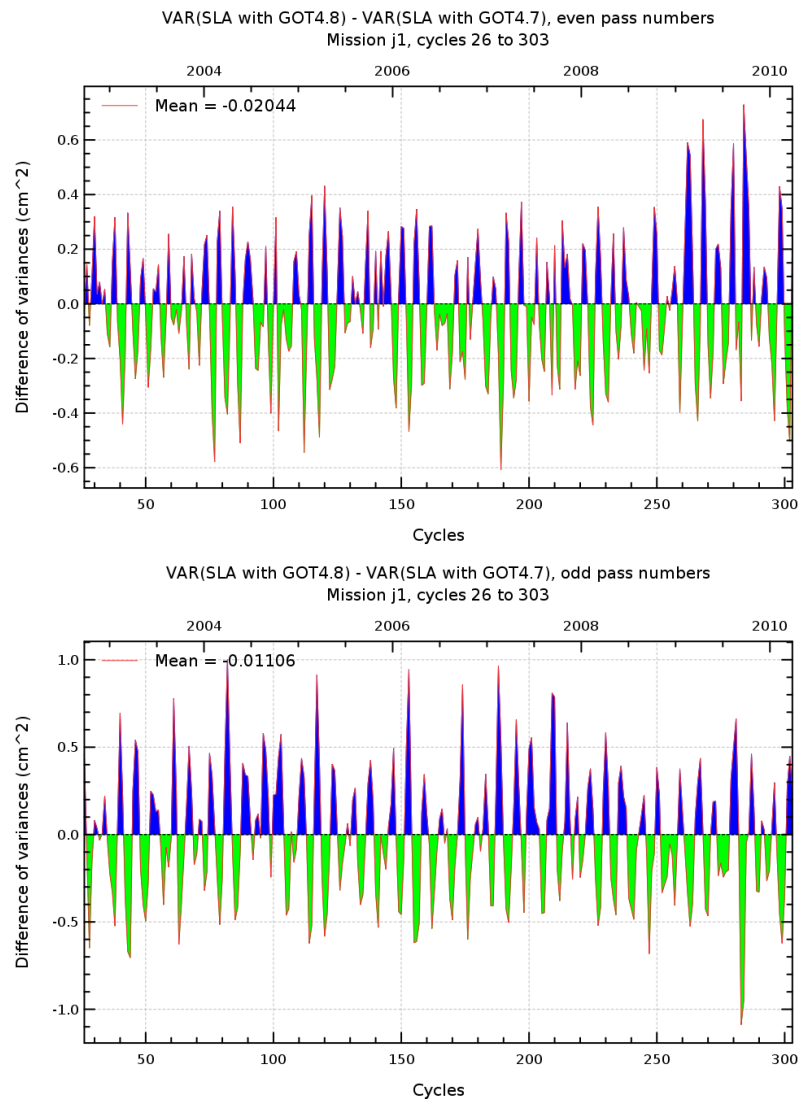 VAR(SLA with GOT4.8) - VAR(SLA with GOT4.7), even pass numbers
Mission j1, cycles 26 to 303
2004 2006 2008 2010
Mean = -0.02044
0.6
0.4
0.2
0.0
-0.2
-0.4
-0.6
Difference of variances (cm^2)
50 100 150 200 250 300
Cycles
VAR(SLA with GOT4.8) - VAR(SLA with GOT4.7), odd pass numbers
Mission j1, cycles 26 to 303
2004 2006 2008 2010
Mean = -0.01106
1.0
0.5
0.0
-0.5
-1.0
Difference of variances (cm^2)
50 100 150 200 250 300
Cycles